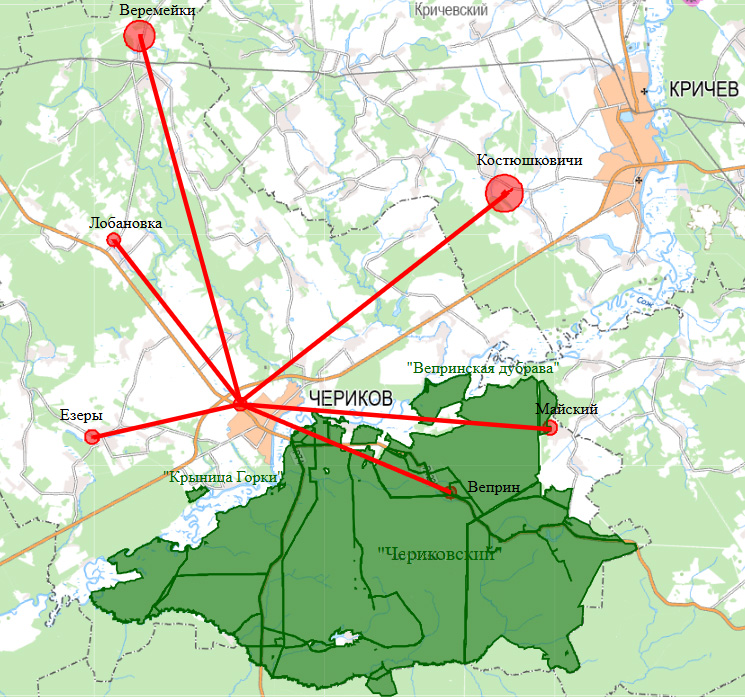 Веремейки
Кричевский
КРИЧЕВ
Костюшковичи
Лобановка
Сож
"Вепринская дубрава"
ЧЕРИКОВ
Езеры
Майский
"Крыница Горки"
Веприн
"Чериковский"